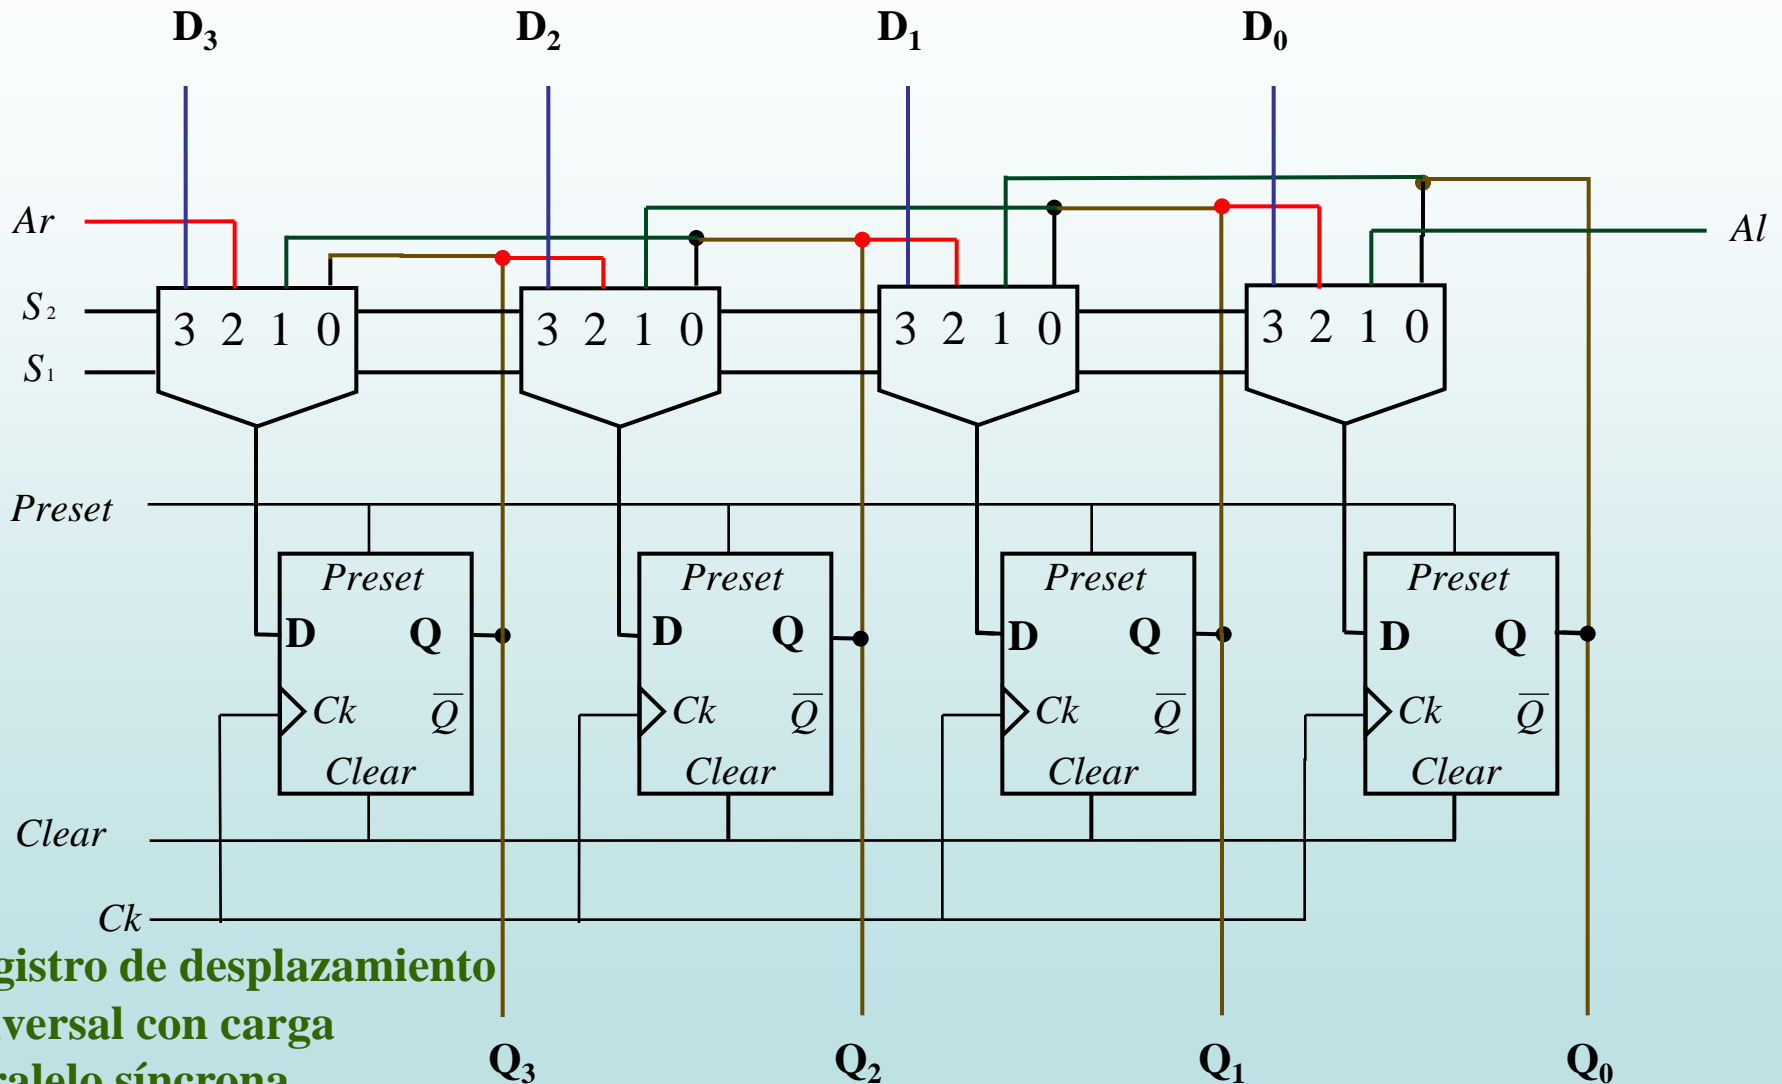 D3 D2 D1 D0
Ar Al
S2
3 2 1 0 3 2 1 0 3 2 1 0 3 2 1 0
S1
Preset
Preset Preset Preset Preset
D Q D Q D Q D Q
Ck Q̅ Ck Q̅ Ck Q̅ Ck Q̅
Clear Clear Clear Clear
Clear
Ck
gistro de desplazamiento
versal con carga
ralelo síncrona
Q3 Q2 Q1 Q0